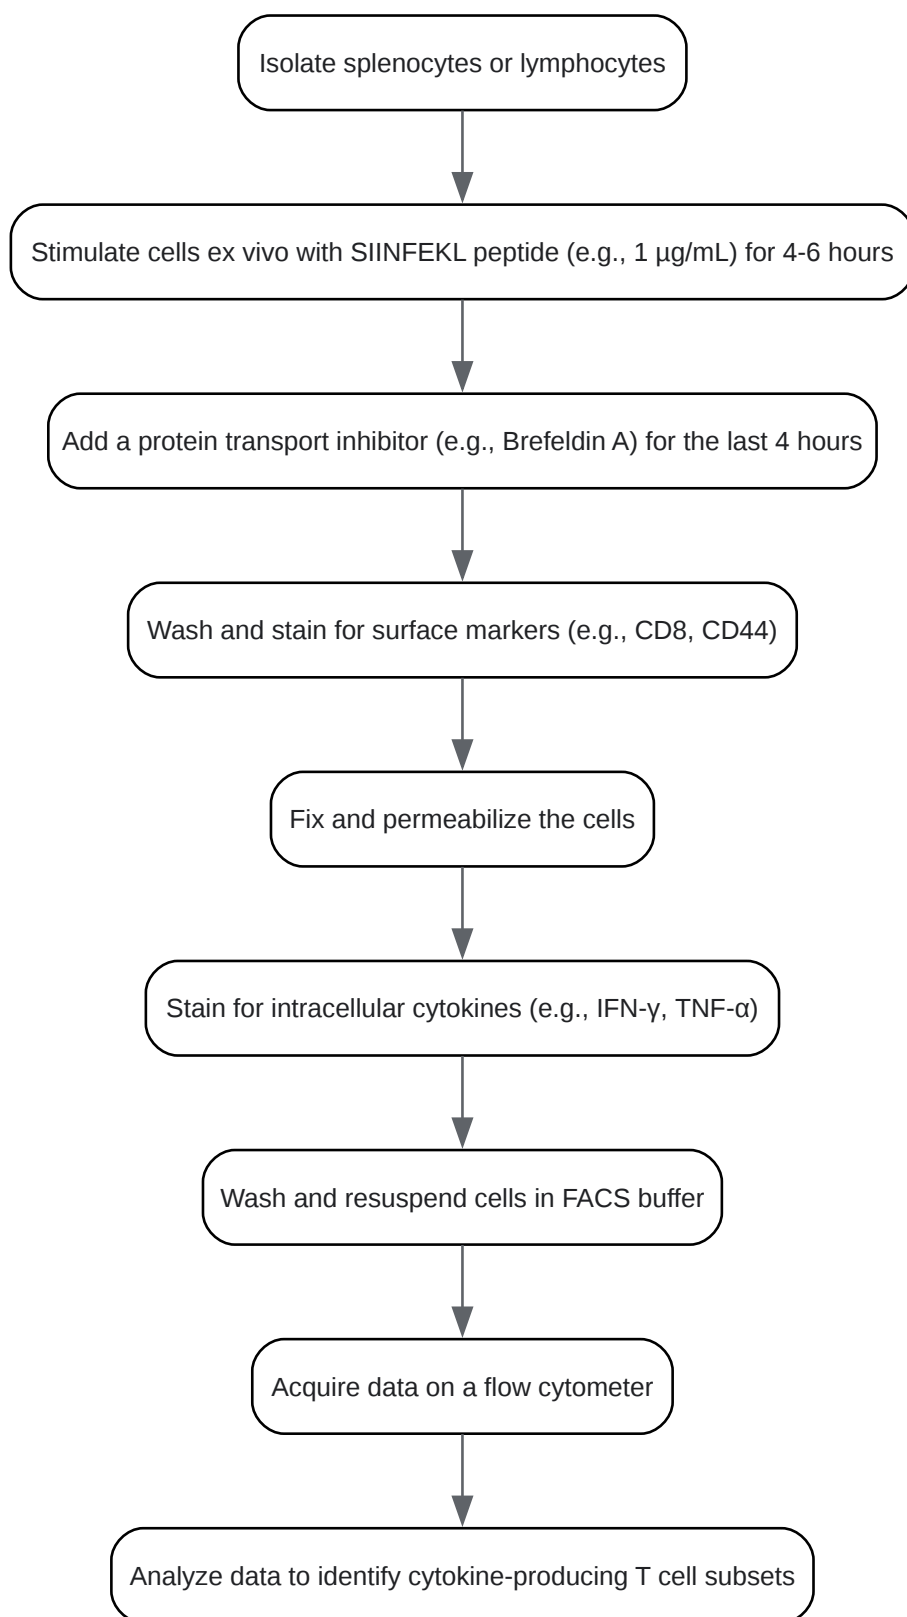 Isolate splenocytes or lymphocytes
Stimulate cells ex vivo with SIINFEKL peptide (e.g., 1 µg/mL) for 4-6 hours
Add a protein transport inhibitor (e.g., Brefeldin A) for the last 4 hours
Wash and stain for surface markers (e.g., CD8, CD44)
Fix and permeabilize the cells
Stain for intracellular cytokines (e.g., IFN-γ, TNF-α)
Wash and resuspend cells in FACS buffer
Acquire data on a flow cytometer
Analyze data to identify cytokine-producing T cell subsets